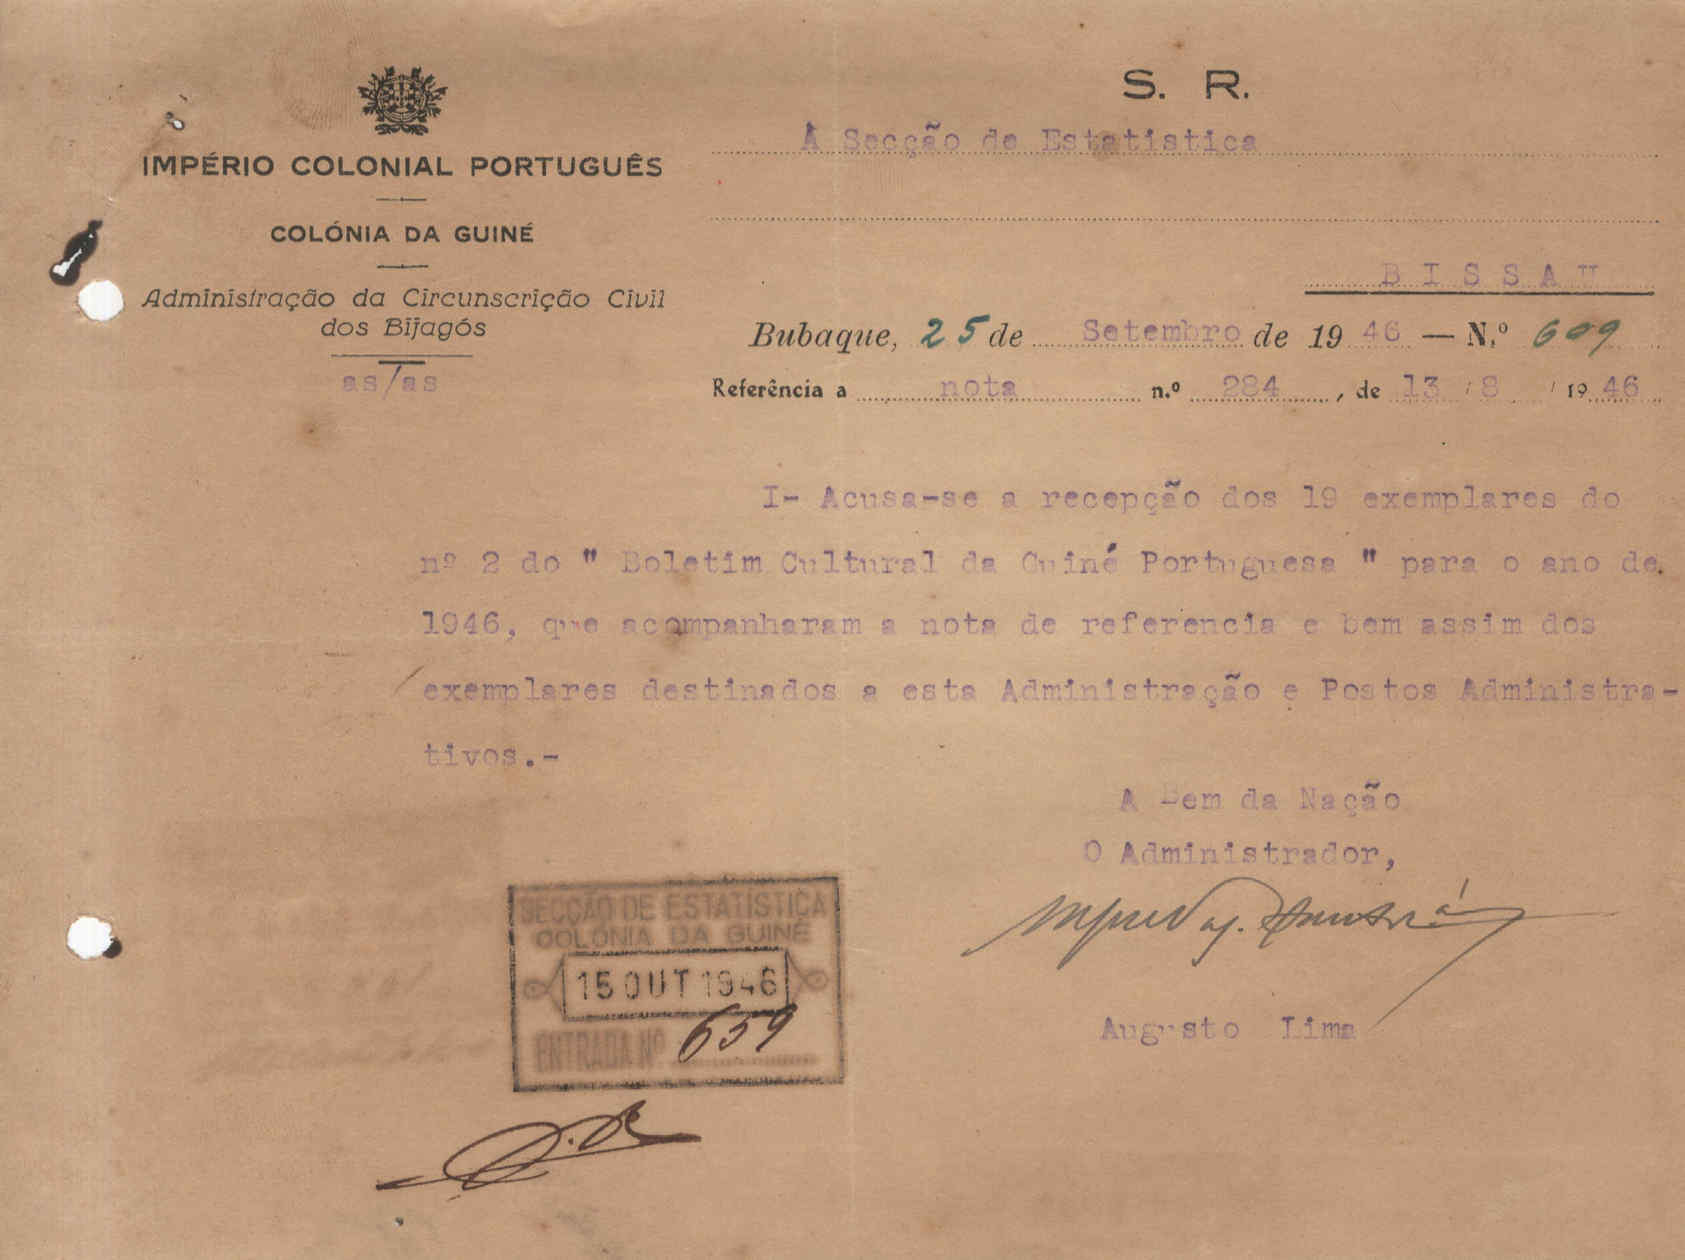 IMPÉRIO COLONIAL PORTUGUÊS
COLÓNIA DA GUINÉ
Administração da Circunscrição Civil
dos Bijagós
as/as
S. R.
À Secção de Estatistica
BISSAU
Bubaque, 25 de Setembro de 1946 — N.º 609
Referência a nota n.º 284, de 13 / 8 / 1946
I- Acusa-se a recepção dos 19 exemplares do
nº 2 do " Boletim Cultural da Guiné Portuguesa " para o ano de
1946, que acompanharam a nota de referencia e bem assim dos
exemplares destinados a esta Administração e Postos Administra-
tivos.-
A Bem da Nação
O Administrador,
Augusto Lima
SECÇÃO DE ESTATÍSTICA
COLÓNIA DA GUINÉ
15 OUT 1946
ENTRADA Nº 659